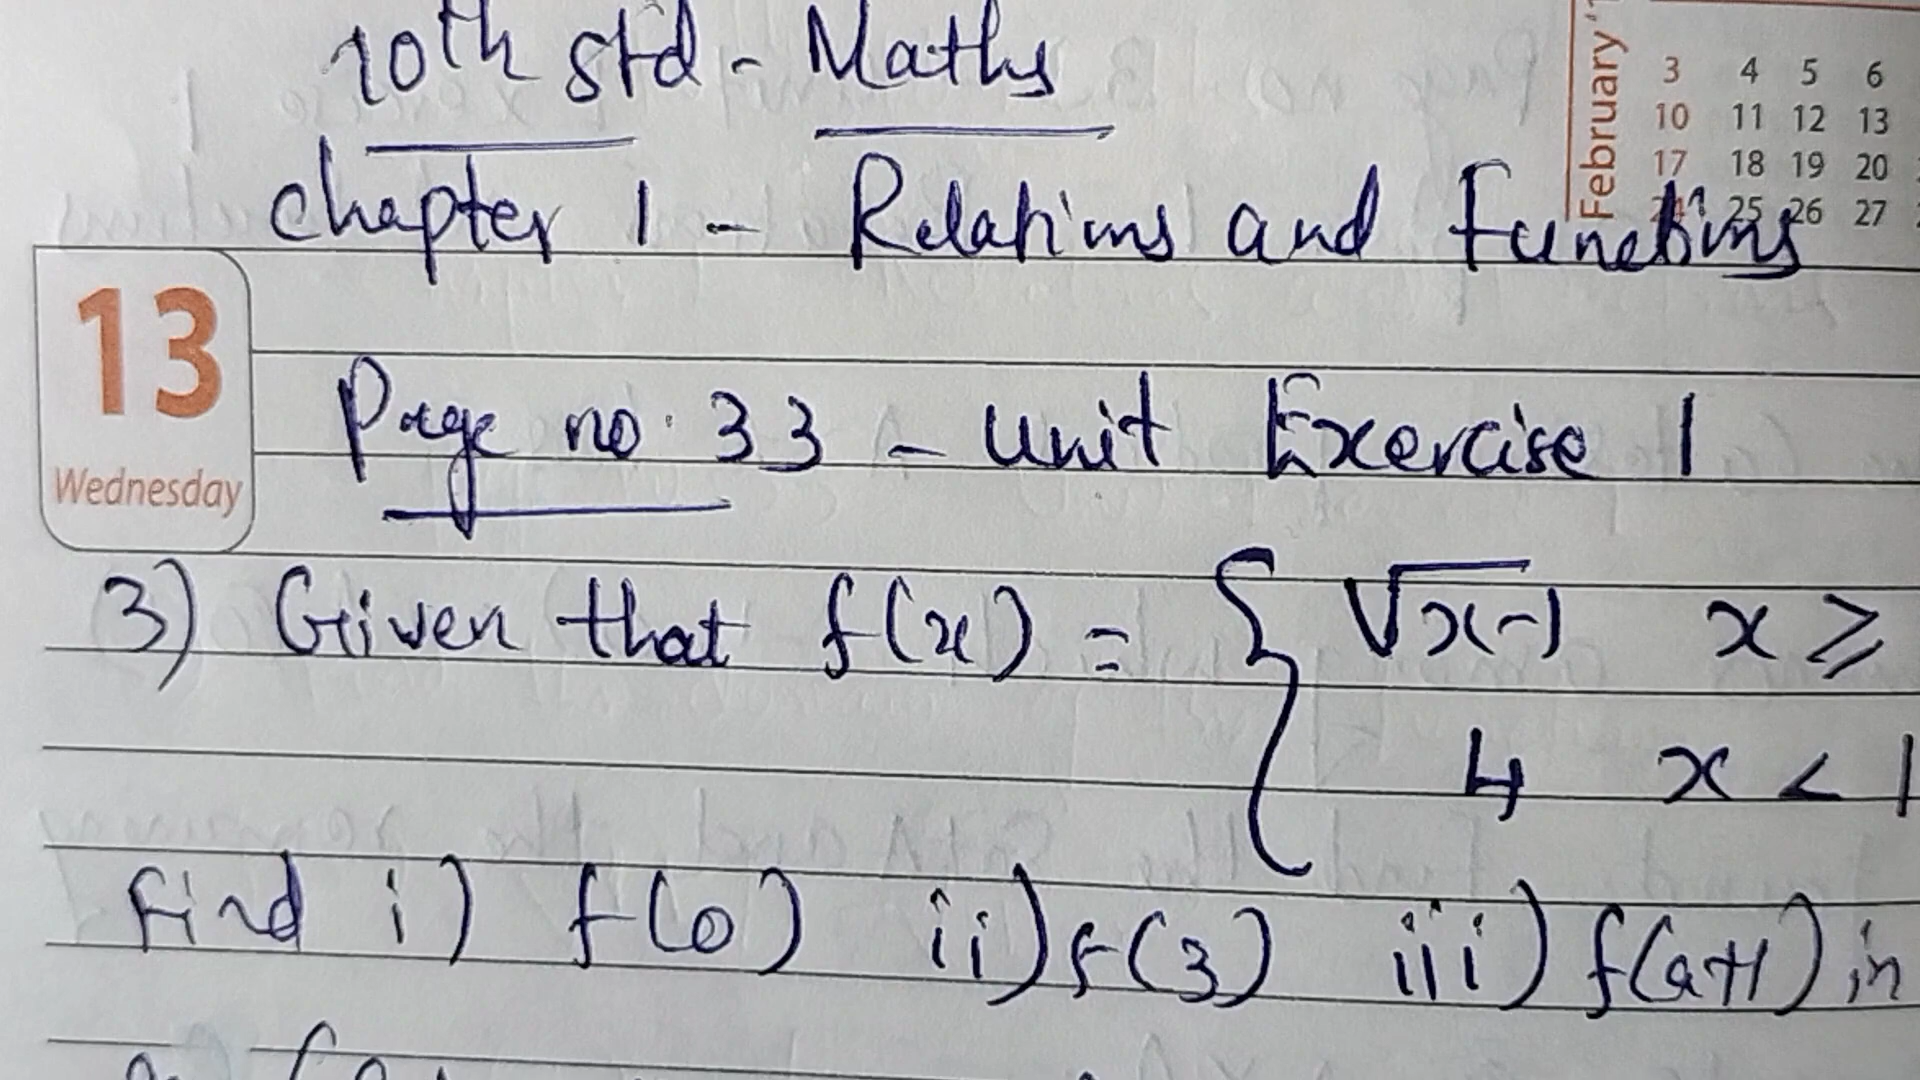 10th std - Maths
Chapter 1 - Relations and Functions
February
3 4 5 6
10 11 12 13
17 18 19 20
24 25 26 27
13
Wednesday
Page no. 33 - Unit Exercise 1
3) Given that f(x) = { √x-1 x ≥
4 x < 1
Find i) f(0) ii) f(3) iii) f(a+1) in